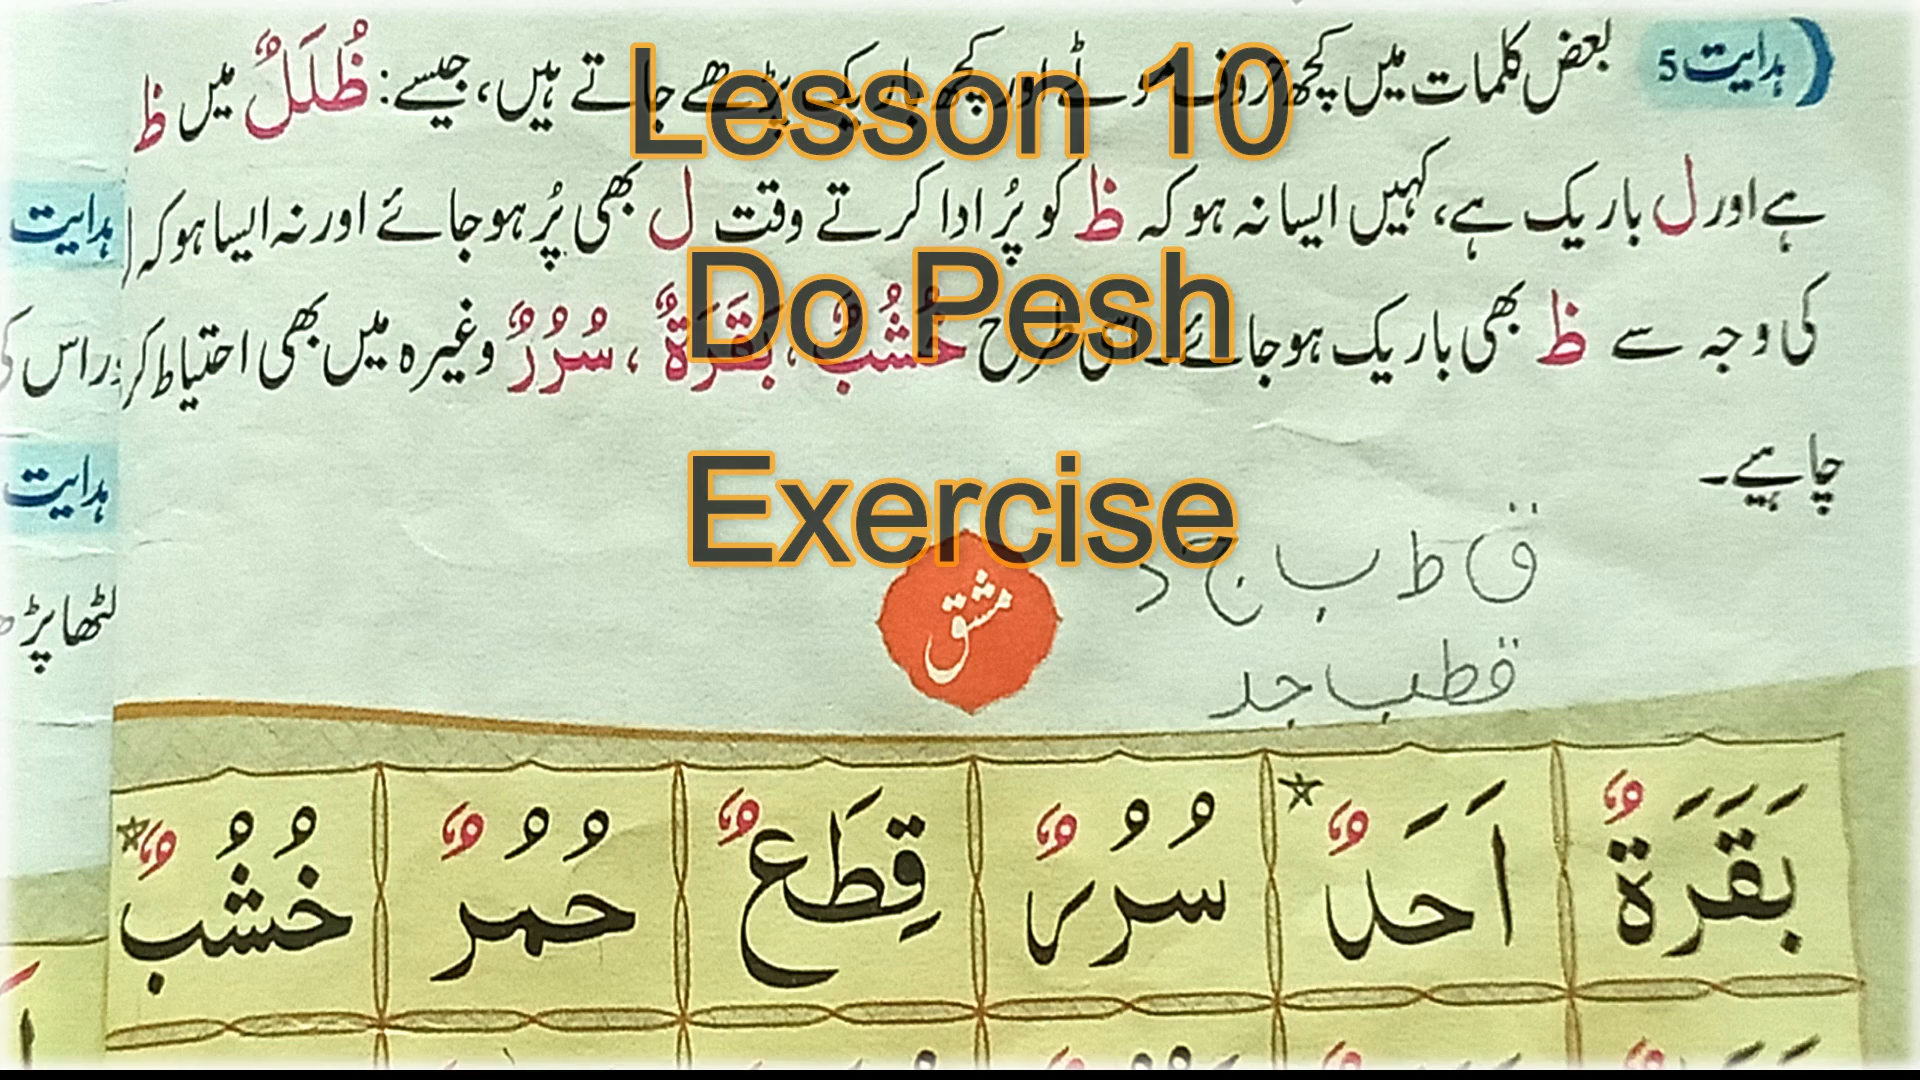 ہدایت 5 بعض کلمات میں کچھ حروف موٹے اور کچھ باریک پڑھے جاتے ہیں، جیسے: ظُلَلٌ میں ظ
ہے اور ل باریک ہے، کہیں ایسا نہ ہو کہ ظ کو پُر ادا کرتے وقت ل بھی پُر ہو جائے اور نہ ایسا ہو کہ
کی وجہ سے ظ بھی باریک ہو جائے۔ اسی طرح خُشُبٌ، بَقَرَةٌ، سُرُرٌ وغیرہ میں بھی احتیاط کر
چاہیے۔
Lesson 10
Do Pesh
Exercise
ق ط ب ج د
قطب جد
مشق
بَقَرَةٌ اَحَدٌ سُرُرٌ قِطَعٌ حُمُرٌ خُشُبٌ
ہدایت
ہدایت